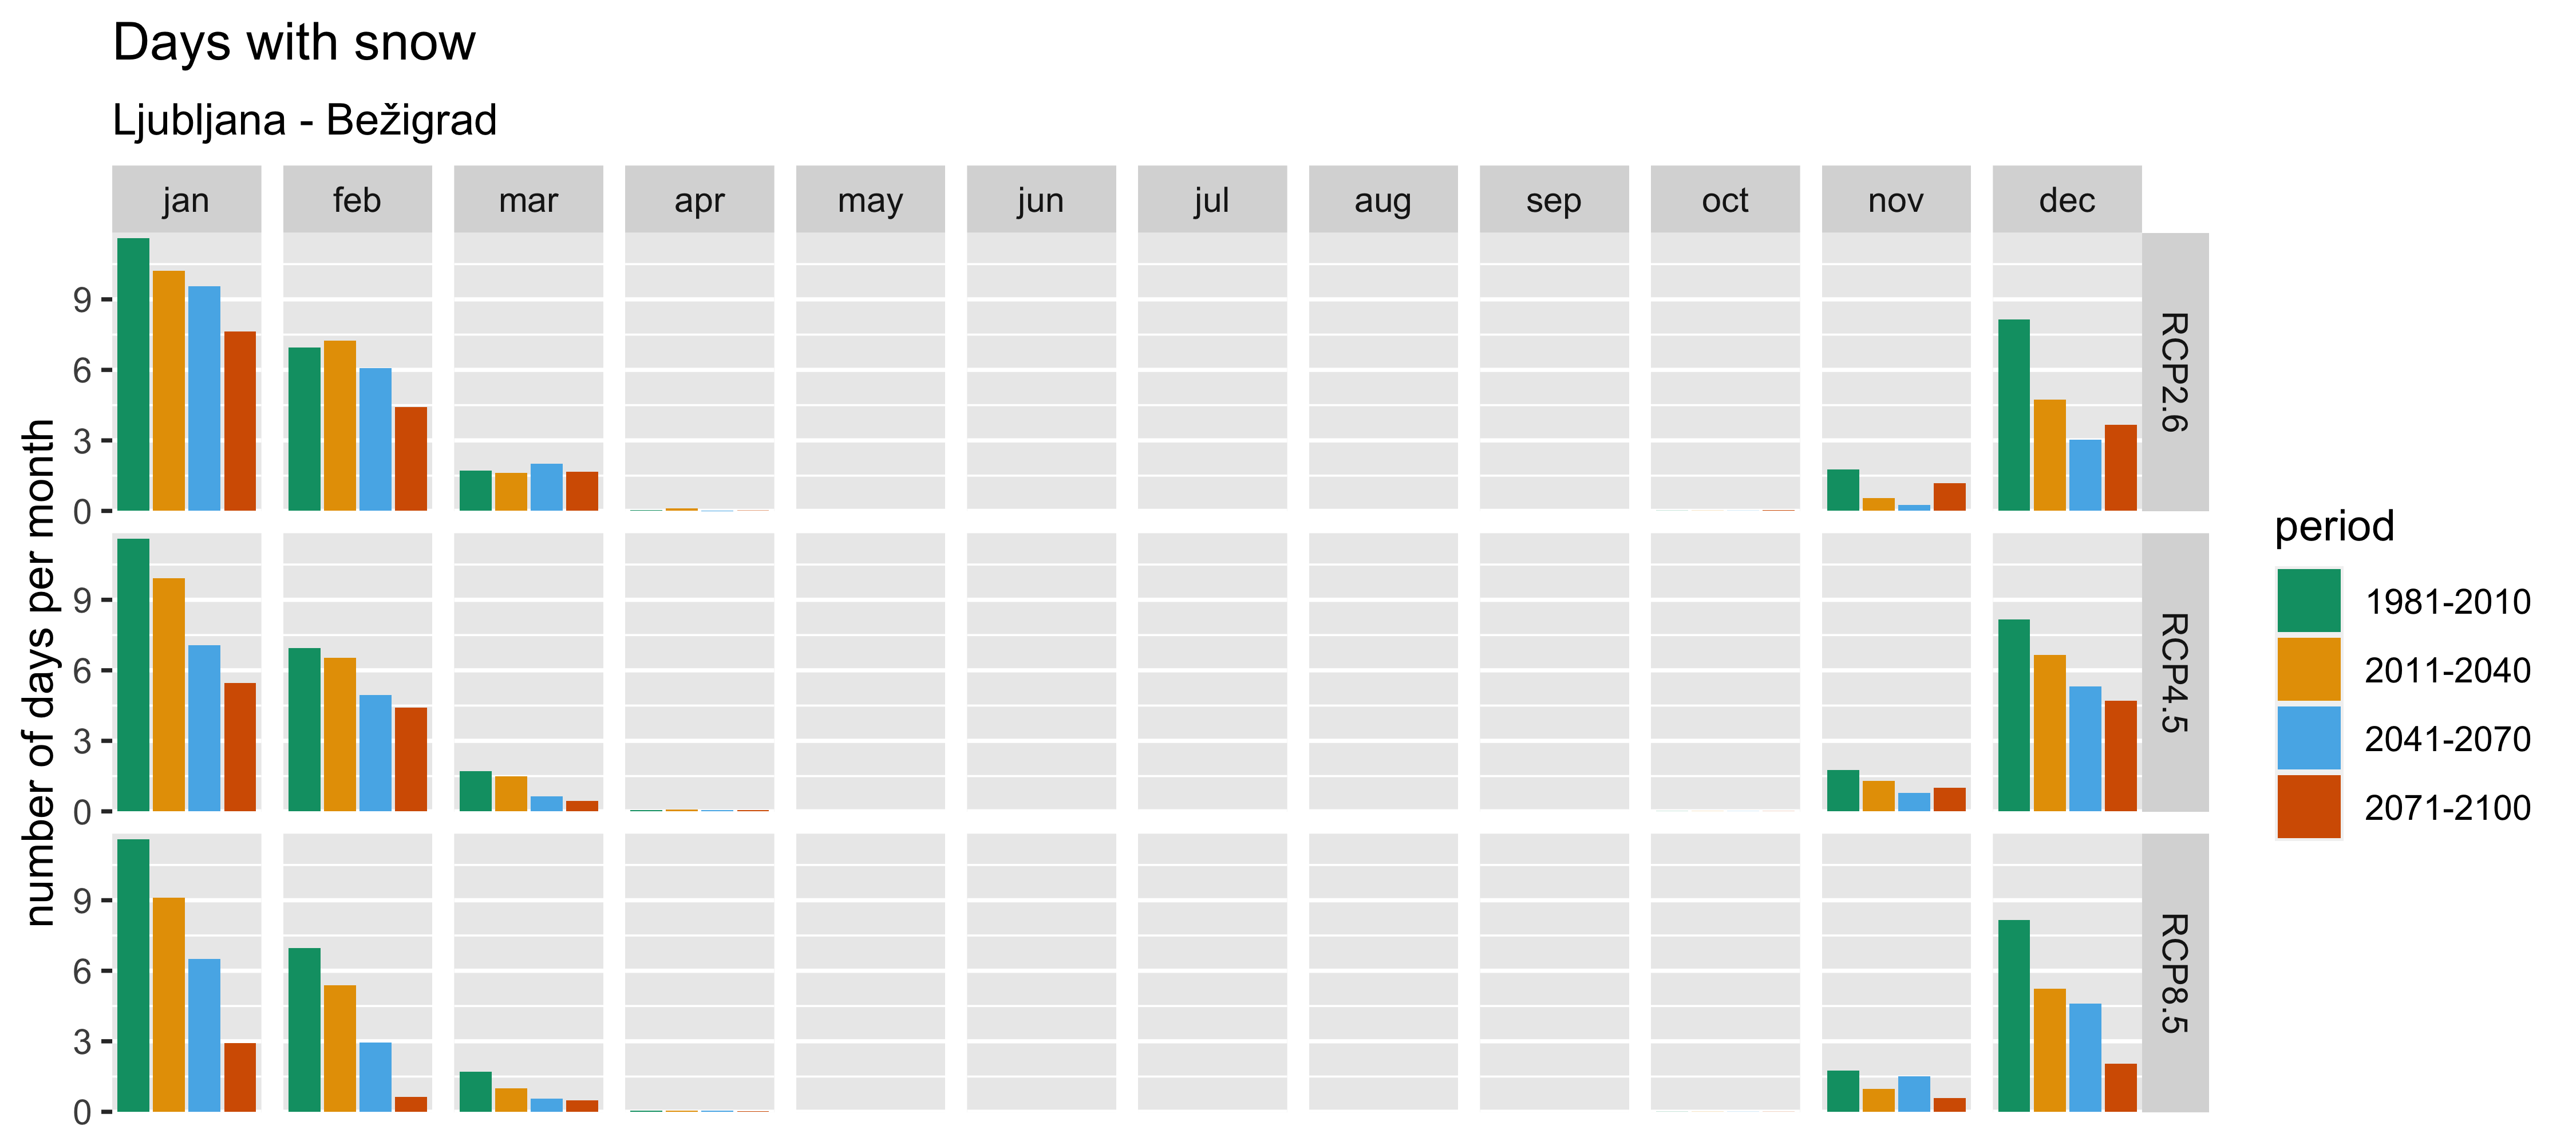 Days with snow
Ljubljana - Bežigrad
jan feb mar apr may jun jul aug sep oct nov dec
9
6
3
0
RCP2.6
9
6
3
0
RCP4.5
9
6
3
0
RCP8.5
number of days per month
period
1981-2010
2011-2040
2041-2070
2071-2100